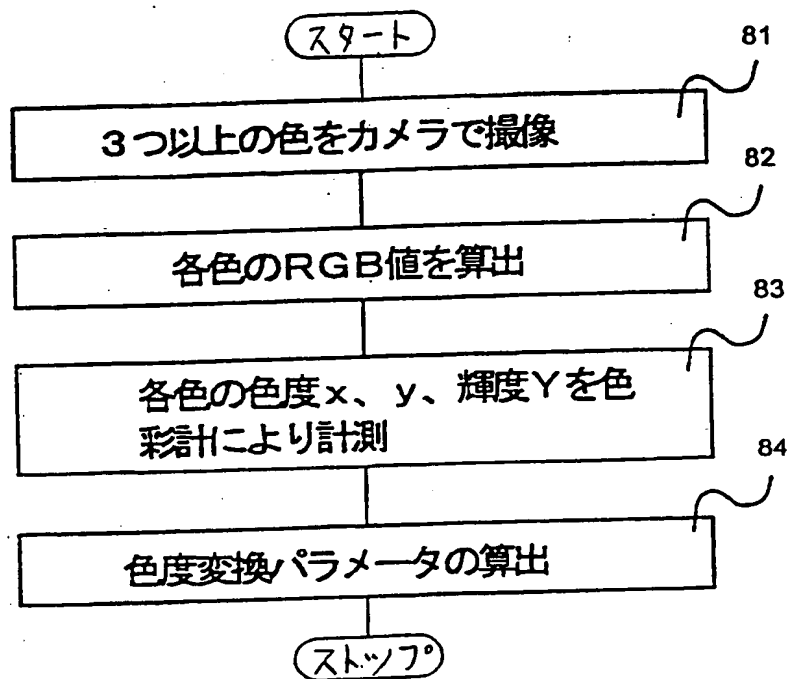 スタート
81
3つ以上の色をカメラで撮像
82
各色のRGB値を算出
83
各色の色度x、y、輝度Yを色
彩計により計測
84
色度変換パラメータの算出
ストップ